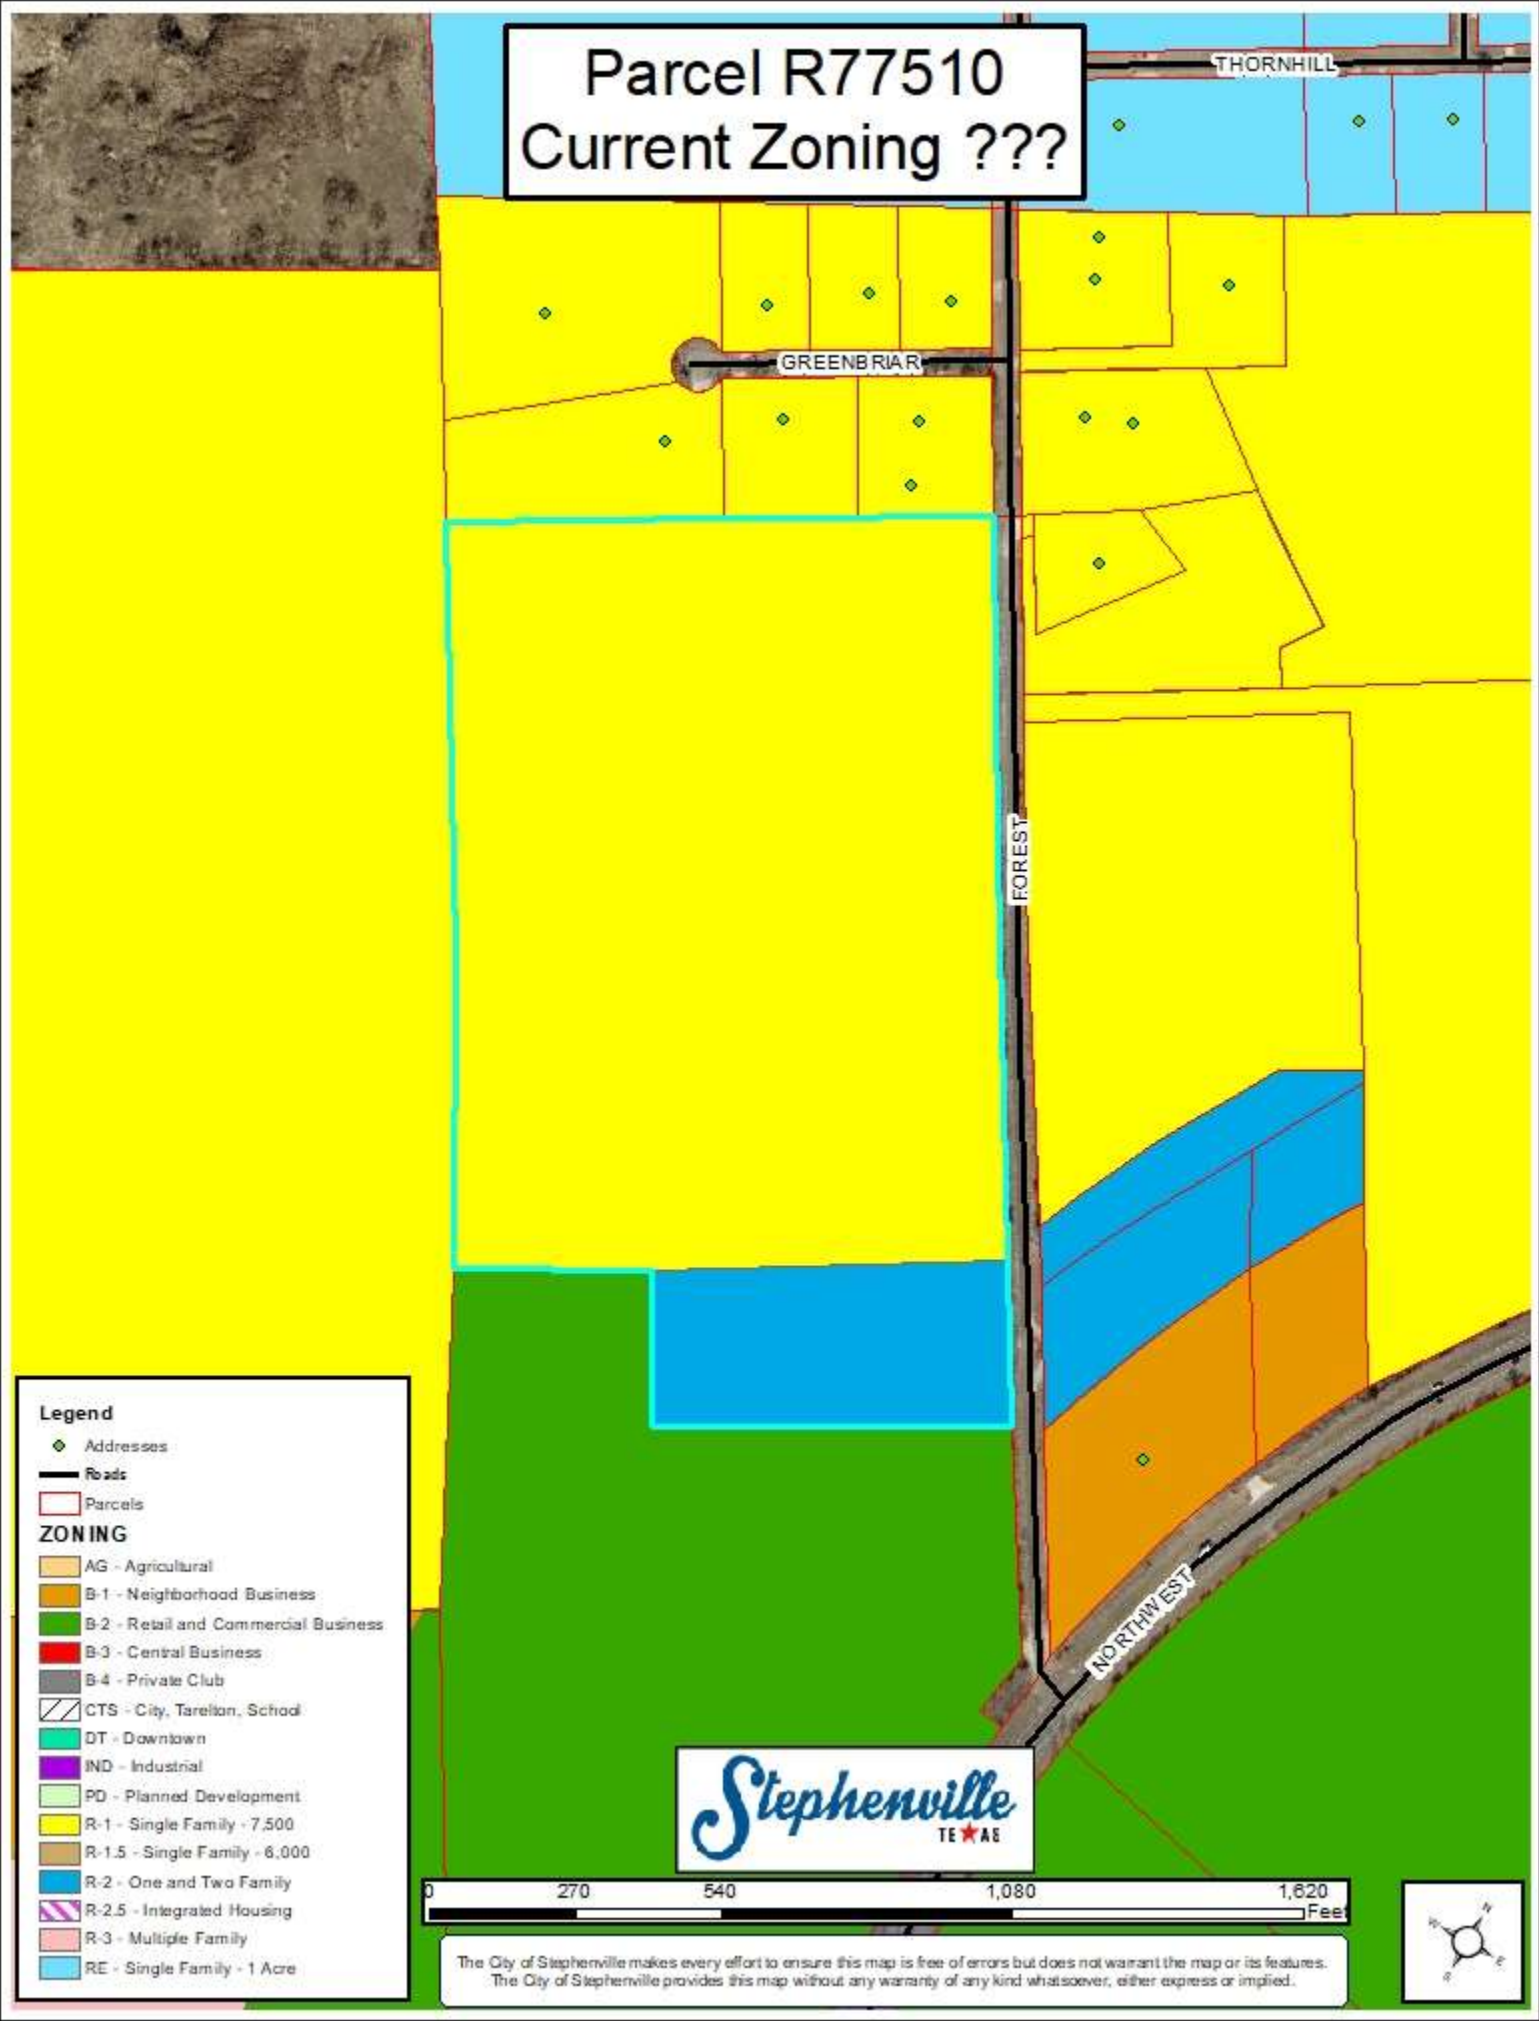 Parcel R77510
Current Zoning ???
THORNHILL
GREENBRIAR
FOREST
NORTHWEST
Legend
Addresses
Roads
Parcels
ZONING
AG - Agricultural
B-1 - Neighborhood Business
B-2 - Retail and Commercial Business
B-3 - Central Business
B-4 - Private Club
CTS - City, Tarelton, School
DT - Downtown
IND - Industrial
PD - Planned Development
R-1 - Single Family - 7,500
R-1.5 - Single Family - 6,000
R-2 - One and Two Family
R-2.5 - Integrated Housing
R-3 - Multiple Family
RE - Single Family - 1 Acre
Stephenville
TEXAS
0 270 540 1,080 1,620
Feet
The City of Stephenville makes every effort to ensure this map is free of errors but does not warrant the map or its features.
The City of Stephenville provides this map without any warranty of any kind whatsoever, either express or implied.
N
W
E
S